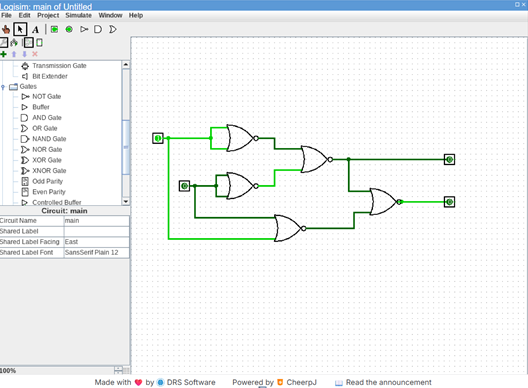 Logisim: main of Untitled
File Edit Project Simulate Window Help
A
Transmission Gate
Bit Extender
Gates
NOT Gate
Buffer
AND Gate
OR Gate
NAND Gate
NOR Gate
XOR Gate
XNOR Gate
Odd Parity
Even Parity
Controlled Buffer
Circuit: main
Circuit Name main
Shared Label
Shared Label Facing East
Shared Label Font SansSerif Plain 12
100%
Made with ❤ by DRS Software Powered by CheerpJ 📖 Read the announcement